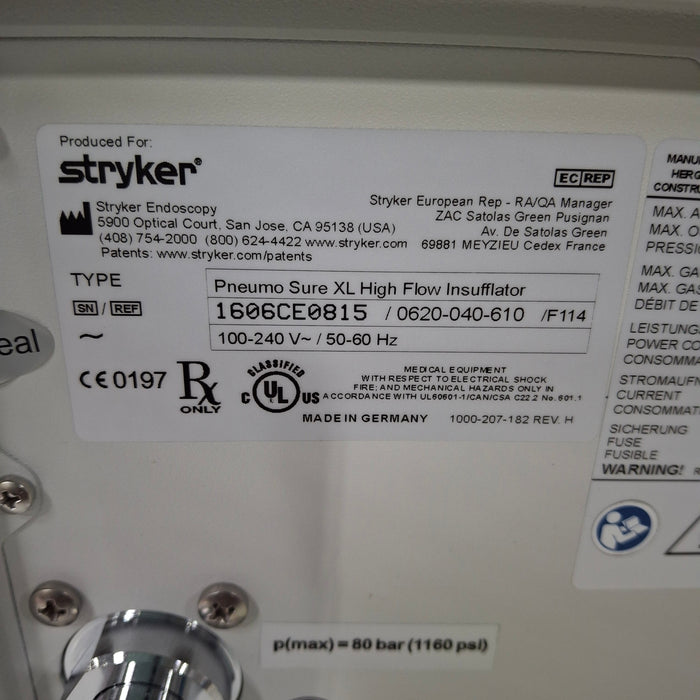 Produced For:
stryker®
Stryker Endoscopy
5900 Optical Court, San Jose, CA 95138 (USA)
(408) 754-2000 (800) 624-4422 www.stryker.com
Patents: www.stryker.com/patents
EC REP
Stryker European Rep - RA/QA Manager
ZAC Satolas Green Pusignan
Av. De Satolas Green
69881 MEYZIEU Cedex France
TYPE
Pneumo Sure XL High Flow Insufflator
SN / REF
1606CE0815 / 0620-040-610 /F114
~
100-240 V~ / 50-60 Hz
CE 0197
Rx
ONLY
CLASSIFIED
C UL US
MEDICAL EQUIPMENT
WITH RESPECT TO ELECTRICAL SHOCK
FIRE; AND MECHANICAL HAZARDS ONLY IN
ACCORDANCE WITH UL60601-1/CAN/CSA C22.2 No. 601.1
MADE IN GERMANY
1000-207-182 REV. H
eal
MANU
HERG
CONSTRU
MAX. A
MAX. O
PRESSI
MAX. GA
MAX. GAS
DÉBIT DE
LEISTUNG
POWER CO
CONSOMMA
STROMAUFN
CURRENT
CONSOMMAT
SICHERUNG
FUSE
FUSIBLE
WARNING! R
p(max) = 80 bar (1160 psi)